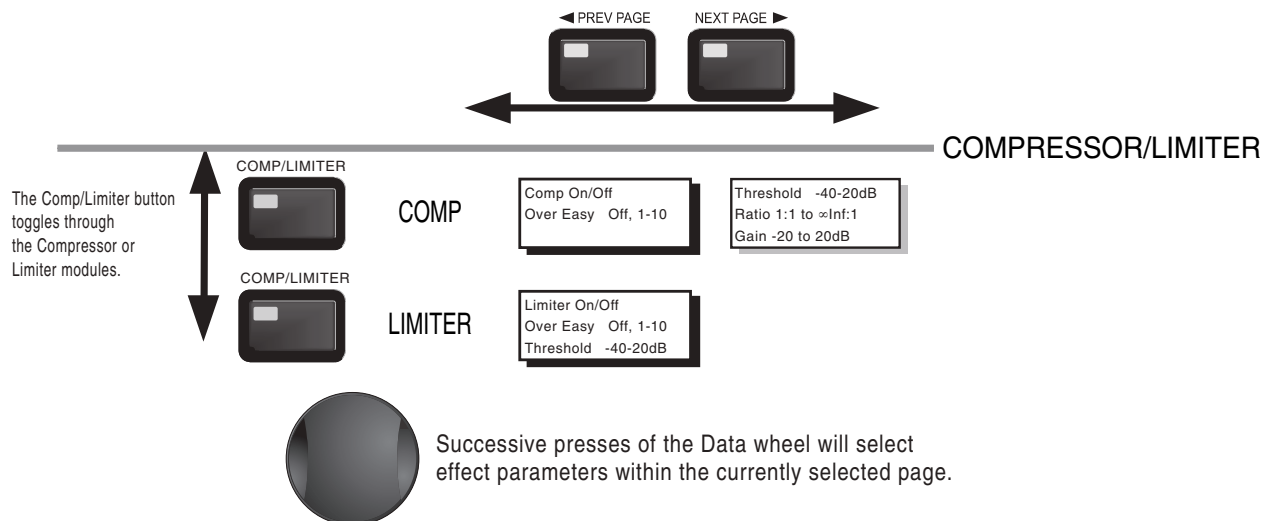 ◄ PREV PAGE
NEXT PAGE ►
COMPRESSOR/LIMITER
The Comp/Limiter button
toggles through
the Compressor or
Limiter modules.
COMP/LIMITER
COMP
Comp On/Off
Over Easy Off, 1-10
Threshold -40-20dB
Ratio 1:1 to ∞Inf:1
Gain -20 to 20dB
COMP/LIMITER
LIMITER
Limiter On/Off
Over Easy Off, 1-10
Threshold -40-20dB
Successive presses of the Data wheel will select
effect parameters within the currently selected page.